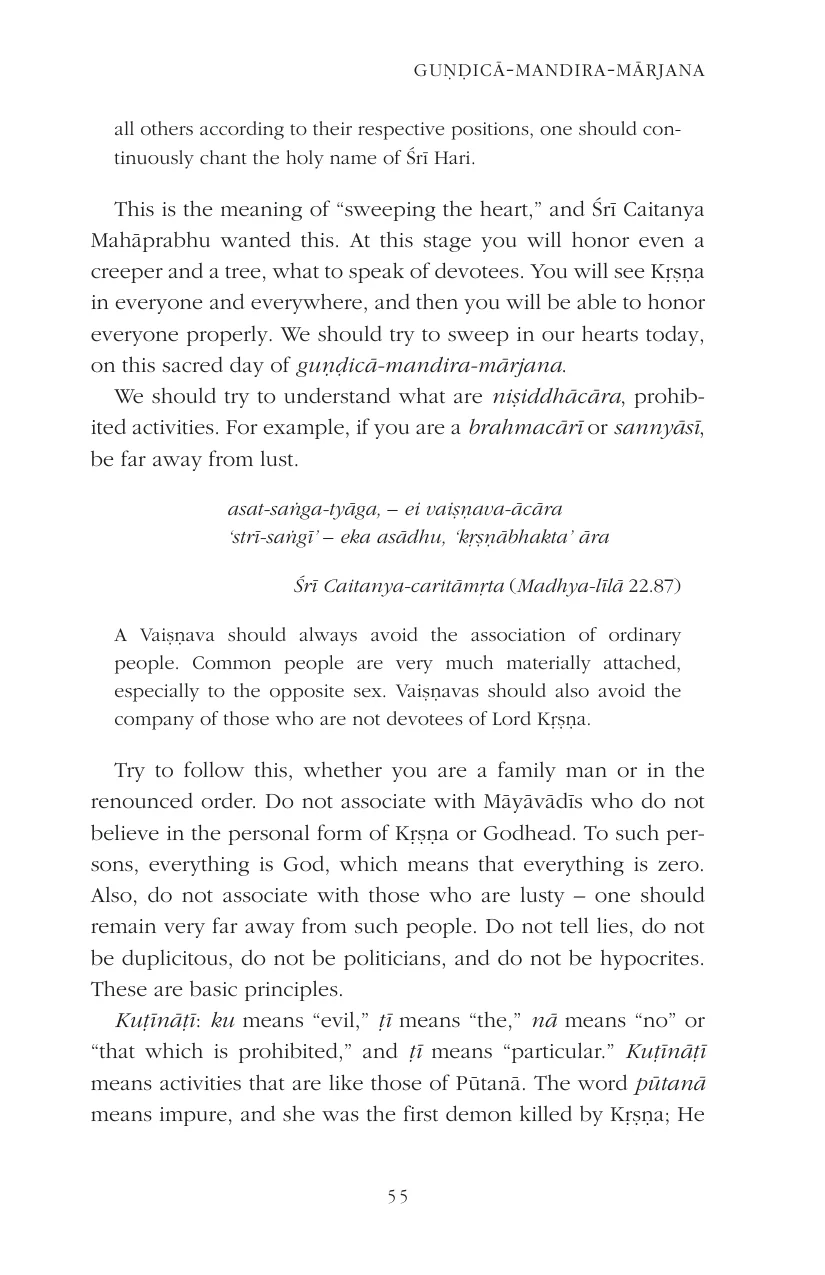 GUṆḌICĀ-MANDIRA-MĀRJANA
all others according to their respective positions, one should con-
tinuously chant the holy name of Śrī Hari.
This is the meaning of “sweeping the heart,” and Śrī Caitanya
Mahāprabhu wanted this. At this stage you will honor even a
creeper and a tree, what to speak of devotees. You will see Kṛṣṇa
in everyone and everywhere, and then you will be able to honor
everyone properly. We should try to sweep in our hearts today,
on this sacred day of guṇḍicā-mandira-mārjana.
We should try to understand what are niṣiddhācāra, prohib-
ited activities. For example, if you are a brahmacārī or sannyāsī,
be far away from lust.
asat-saṅga-tyāga, – ei vaiṣṇava-ācāra
‘strī-saṅgī’ – eka asādhu, ‘kṛṣṇābhakta’ āra
Śrī Caitanya-caritāmṛta (Madhya-līlā 22.87)
A Vaiṣṇava should always avoid the association of ordinary
people. Common people are very much materially attached,
especially to the opposite sex. Vaiṣṇavas should also avoid the
company of those who are not devotees of Lord Kṛṣṇa.
Try to follow this, whether you are a family man or in the
renounced order. Do not associate with Māyāvādīs who do not
believe in the personal form of Kṛṣṇa or Godhead. To such per-
sons, everything is God, which means that everything is zero.
Also, do not associate with those who are lusty – one should
remain very far away from such people. Do not tell lies, do not
be duplicitous, do not be politicians, and do not be hypocrites.
These are basic principles.
Kuṭīnāṭī: ku means “evil,” ṭī means “the,” nā means “no” or
“that which is prohibited,” and ṭī means “particular.” Kuṭīnāṭī
means activities that are like those of Pūtanā. The word pūtanā
means impure, and she was the first demon killed by Kṛṣṇa; He
55